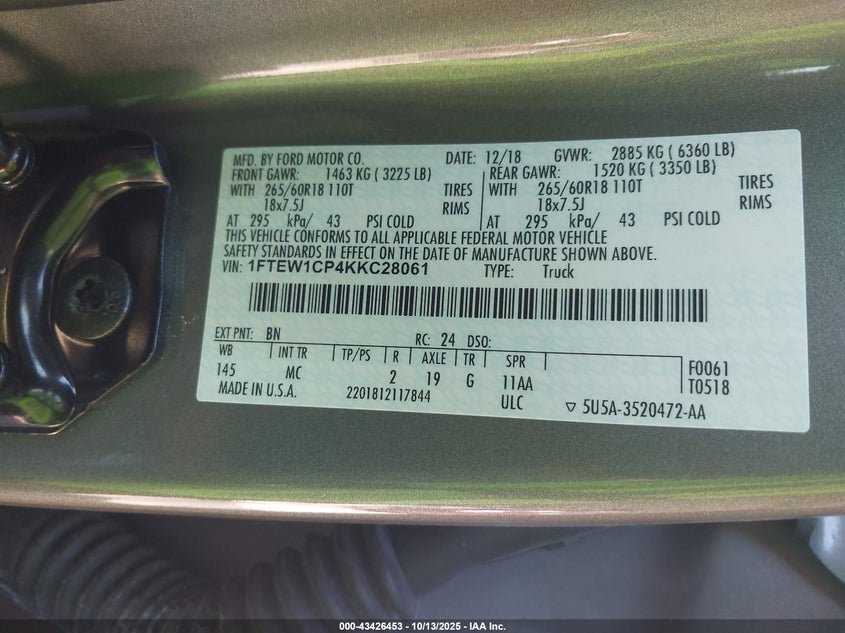 MFD. BY FORD MOTOR CO. DATE: 12/18 GVWR: 2885 KG ( 6360 LB)
FRONT GAWR: 1463 KG ( 3225 LB) REAR GAWR: 1520 KG ( 3350 LB)
WITH 265/60R18 110T TIRES WITH 265/60R18 110T TIRES
18x7.5J RIMS 18x7.5J RIMS
AT 295 kPa/ 43 PSI COLD AT 295 kPa/ 43 PSI COLD
THIS VEHICLE CONFORMS TO ALL APPLICABLE FEDERAL MOTOR VEHICLE
SAFETY STANDARDS IN EFFECT ON THE DATE OF MANUFACTURE SHOWN ABOVE.
VIN: 1FTEW1CP4KKC28061 TYPE: Truck
EXT PNT: BN RC: 24 DSO:
WB INT TR TP/PS R AXLE TR SPR F0061
145 MC 2 19 G 11AA T0518
MADE IN U.S.A. 2201812117844 ULC ▽ 5U5A-3520472-AA
000-43426453 - 10/13/2025 - IAA Inc.